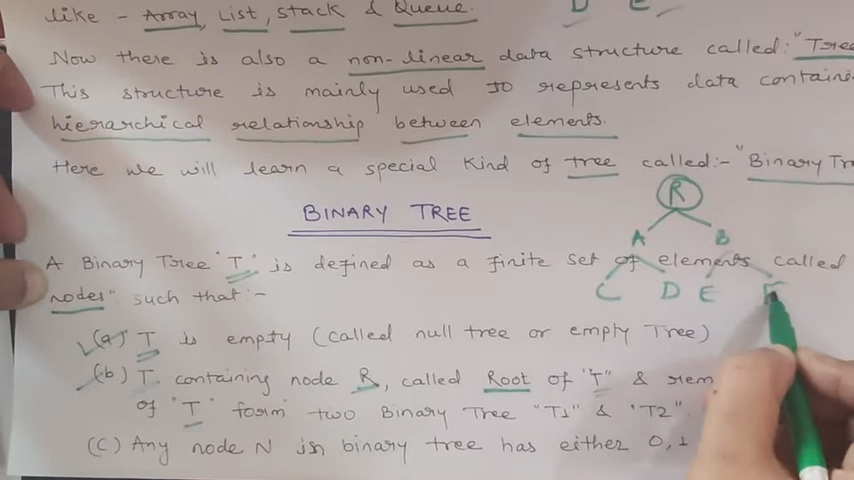 like :- Array, List, Stack & Queue.
D E
Now there is also a non-linear data structure called: "Tree
This structure is mainly used to represents data containi
hierarchical relationship between elements.
Here we will learn a special kind of tree called:- "Binary Tre
R
BINARY TREE
A B
A Binary Tree "T" is defined as a finite set of elements called
C D E F
nodes" such that:-
(a) T is empty (called null tree or empty Tree)
(b) T containing node R, called Root of "T" & rem
of "T" form two Binary Tree "T1" & "T2".
(C) Any node N in binary tree has either 0, 1